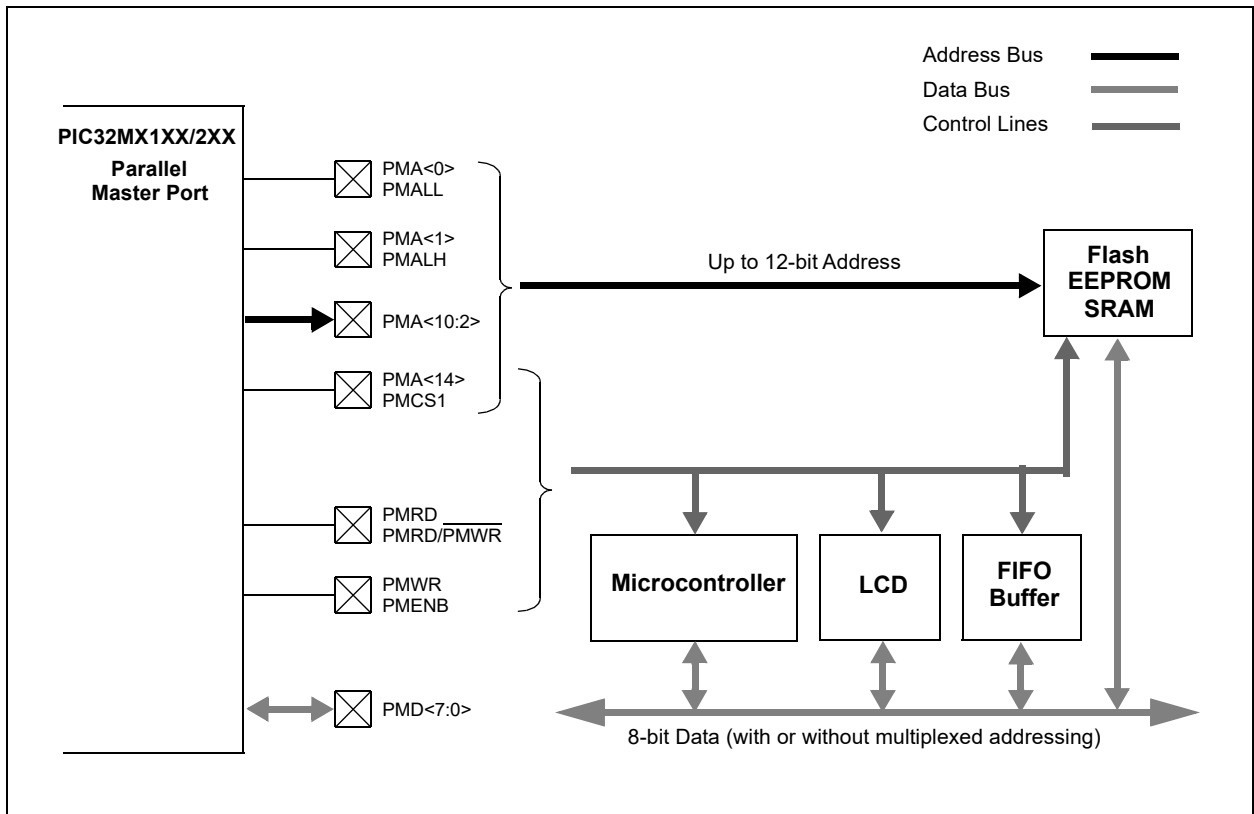 Address Bus
Data Bus
Control Lines
PIC32MX1XX/2XX
Parallel
Master Port
PMA<0>
PMALL
PMA<1>
PMALH
PMA<10:2>
PMA<14>
PMCS1
PMRD
PMRD/PMWR
PMWR
PMENB
PMD<7:0>
Up to 12-bit Address
Flash
EEPROM
SRAM
Microcontroller
LCD
FIFO
Buffer
8-bit Data (with or without multiplexed addressing)